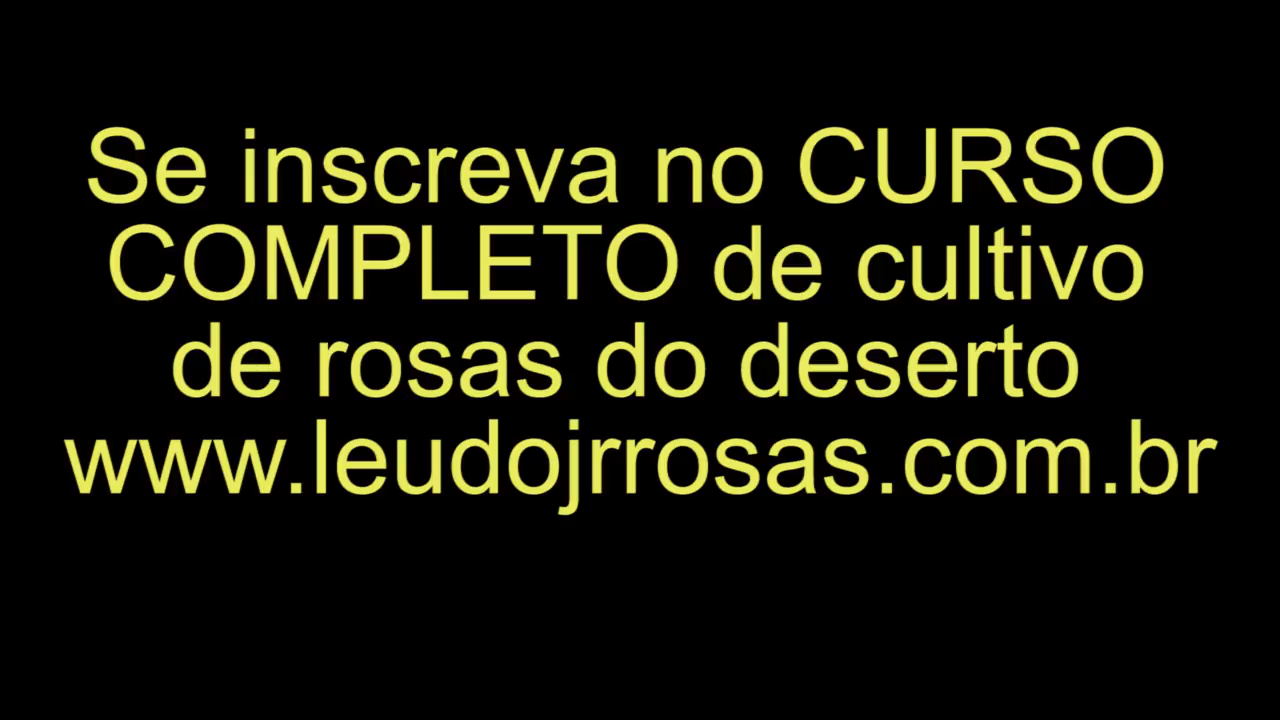 Se inscreva no CURSO
COMPLETO de cultivo
de rosas do deserto
www.leudojrrosas.com.br